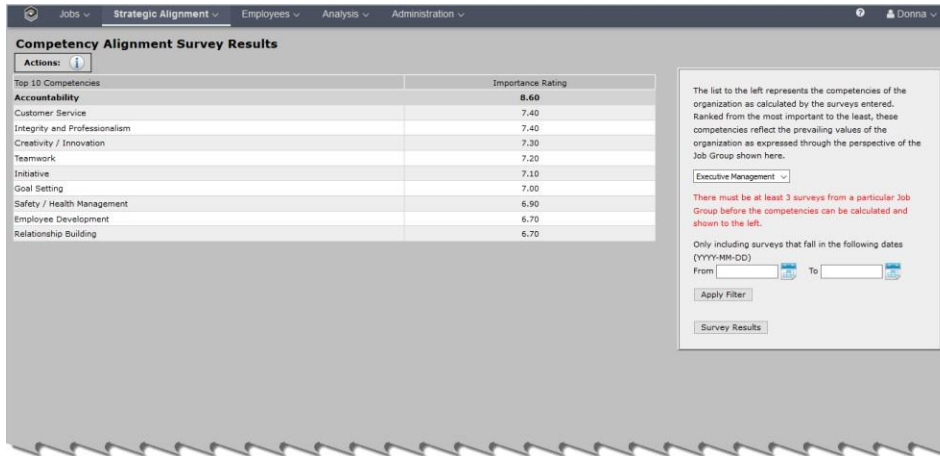 Jobs Strategic Alignment Employees Analysis Administration ? Donna
Competency Alignment Survey Results
Actions: i
Top 10 Competencies Importance Rating
Accountability 8.60
Customer Service 7.40
Integrity and Professionalism 7.40
Creativity / Innovation 7.30
Teamwork 7.20
Initiative 7.10
Goal Setting 7.00
Safety / Health Management 6.90
Employee Development 6.70
Relationship Building 6.70
The list to the left represents the competencies of the
organization as calculated by the surveys entered.
Ranked from the most important to the least, these
competencies reflect the prevailing values of the
organization as expressed through the perspective of the
Job Group shown here.
Executive Management
There must be at least 3 surveys from a particular Job
Group before the competencies can be calculated and
shown to the left.
Only including surveys that fall in the following dates
(YYYY-MM-DD)
From To
Apply Filter
Survey Results